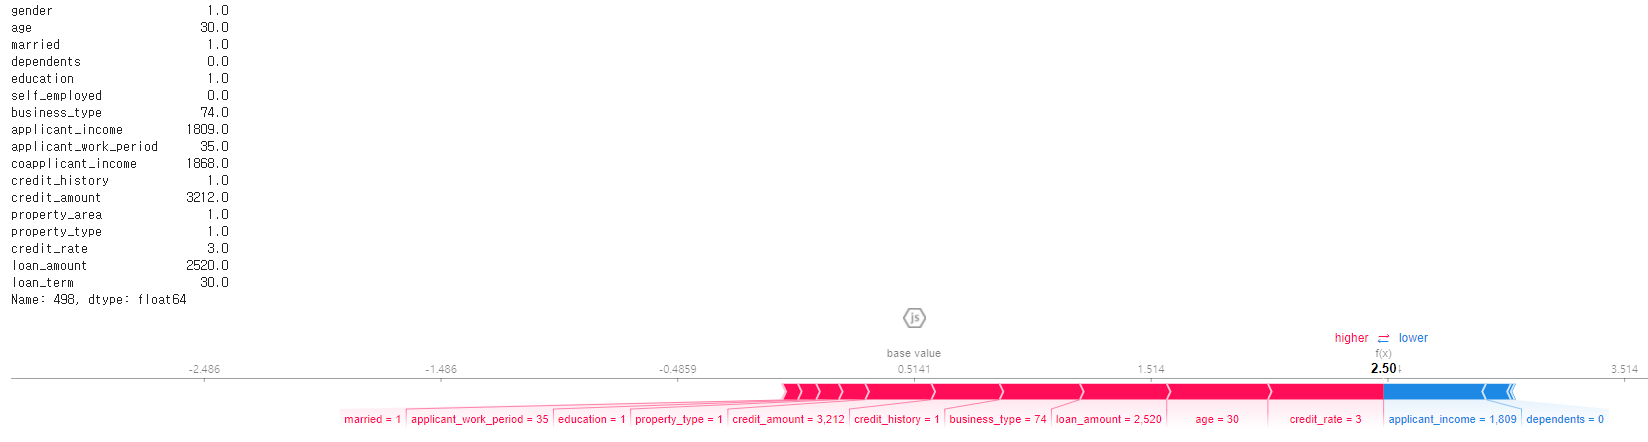 gender 1.0
age 30.0
married 1.0
dependents 0.0
education 1.0
self_employed 0.0
business_type 74.0
applicant_income 1809.0
applicant_work_period 35.0
coapplicant_income 1868.0
credit_history 1.0
credit_amount 3212.0
property_area 1.0
property_type 1.0
credit_rate 3.0
loan_amount 2520.0
loan_term 30.0
Name: 498, dtype: float64
js
higher ⇄ lower
base value f(x)
-2.486 -1.486 -0.4859 0.5141 1.514 2.50 3.514
married = 1 applicant_work_period = 35 education = 1 property_type = 1 credit_amount = 3,212 credit_history = 1 business_type = 74 loan_amount = 2,520 age = 30 credit_rate = 3 applicant_income = 1,809 dependents = 0